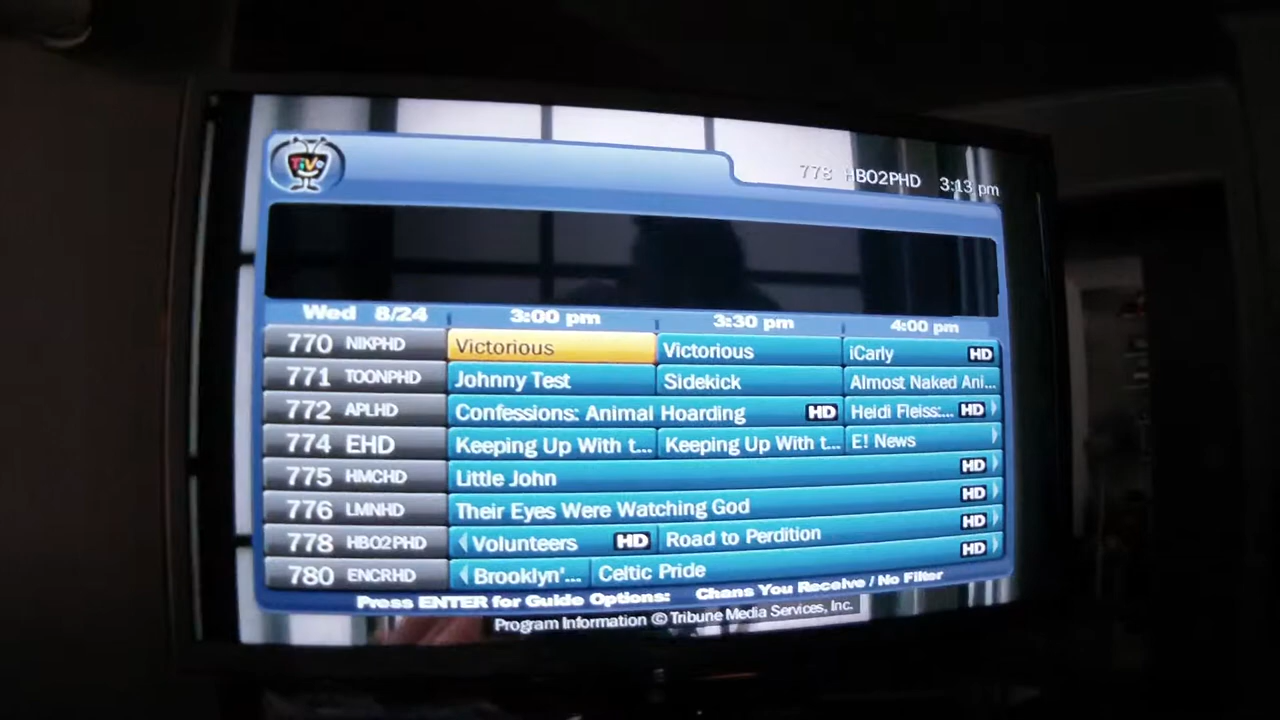 TiVo
778 HBO2PHD 3:13 pm
Wed 8/24 3:00 pm 3:30 pm 4:00 pm
770 NIKPHD Victorious Victorious iCarly HD
771 TOONPHD Johnny Test Sidekick Almost Naked Ani...
772 APLHD Confessions: Animal Hoarding HD Heidi Fleiss:... HD
774 EHD Keeping Up With t... Keeping Up With t... E! News
775 HMCHD Little John HD
776 LMNHD Their Eyes Were Watching God HD
778 HBO2PHD Volunteers HD Road to Perdition HD
780 ENCRHD Brooklyn'... Celtic Pride HD
Press ENTER for Guide Options: Chans You Receive / No Filter
Program Information © Tribune Media Services, Inc.